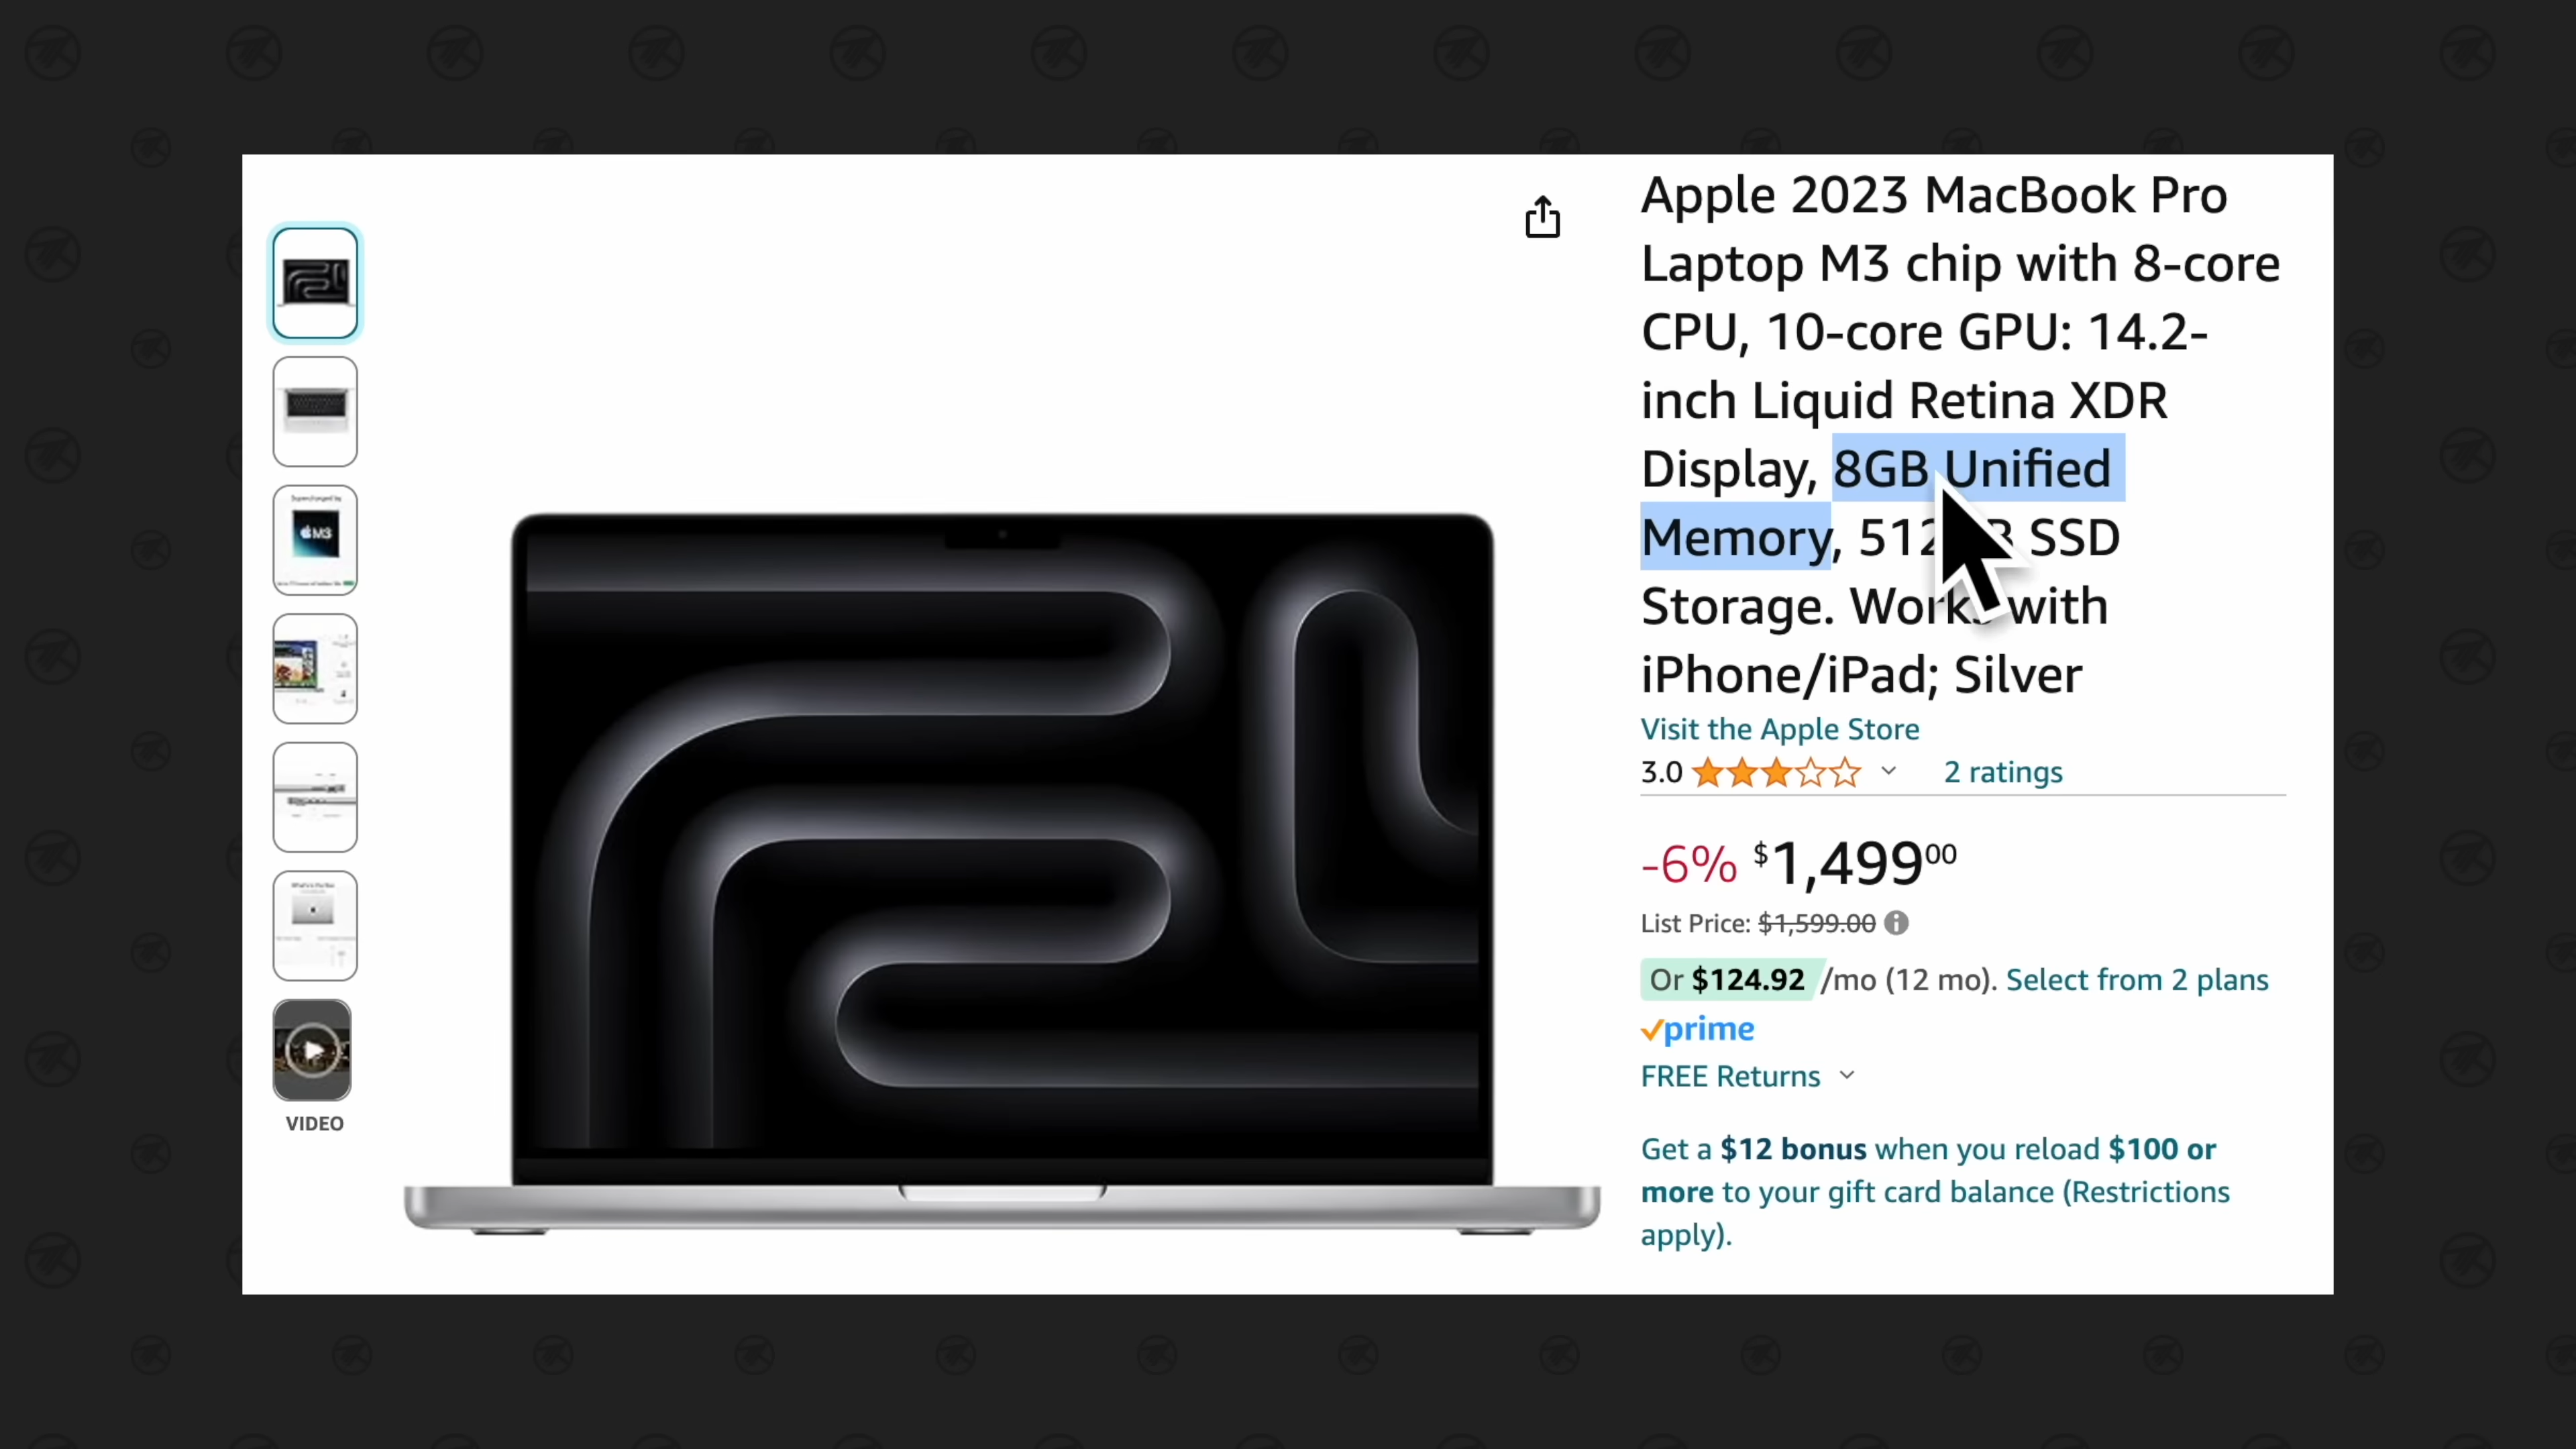 Apple 2023 MacBook Pro
Laptop M3 chip with 8-core
CPU, 10-core GPU: 14.2-
inch Liquid Retina XDR
Display, 8GB Unified
Memory, SSD
Storage. with
iPhone/iPad; Silver
Visit the Apple Store
3.0 2 ratings
-6% $1,499 00
List Price: $1,599.00
Or $124.92 /mo (12 mo). Select from 2 plans
prime
FREE Returns
Get a $12 bonus when you reload $100 or
more to your gift card balance (Restrictions
apply).
M3
VIDEO